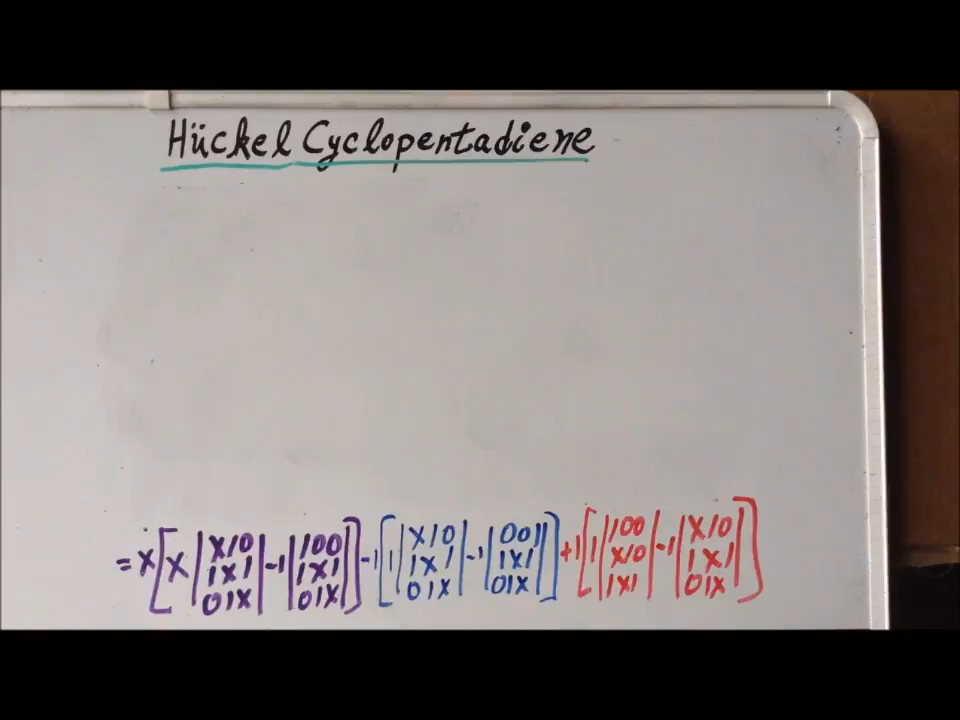 Hückel Cyclopentadiene
= x [ x | x 1 0 | -1 | 1 0 0 | ] -1 [ 1 | x 1 0 | -1 | 0 0 1 | ] +1 [ 1 | 1 0 0 | -1 | x 1 0 | ]
| 1 x 1 | | 1 x 1 | | 1 x 1 | | 1 x 1 | | x 1 0 | | 1 x 1 |
| 0 1 x | | 0 1 x | | 0 1 x | | 0 1 x | | 1 x 1 | | 0 1 x |